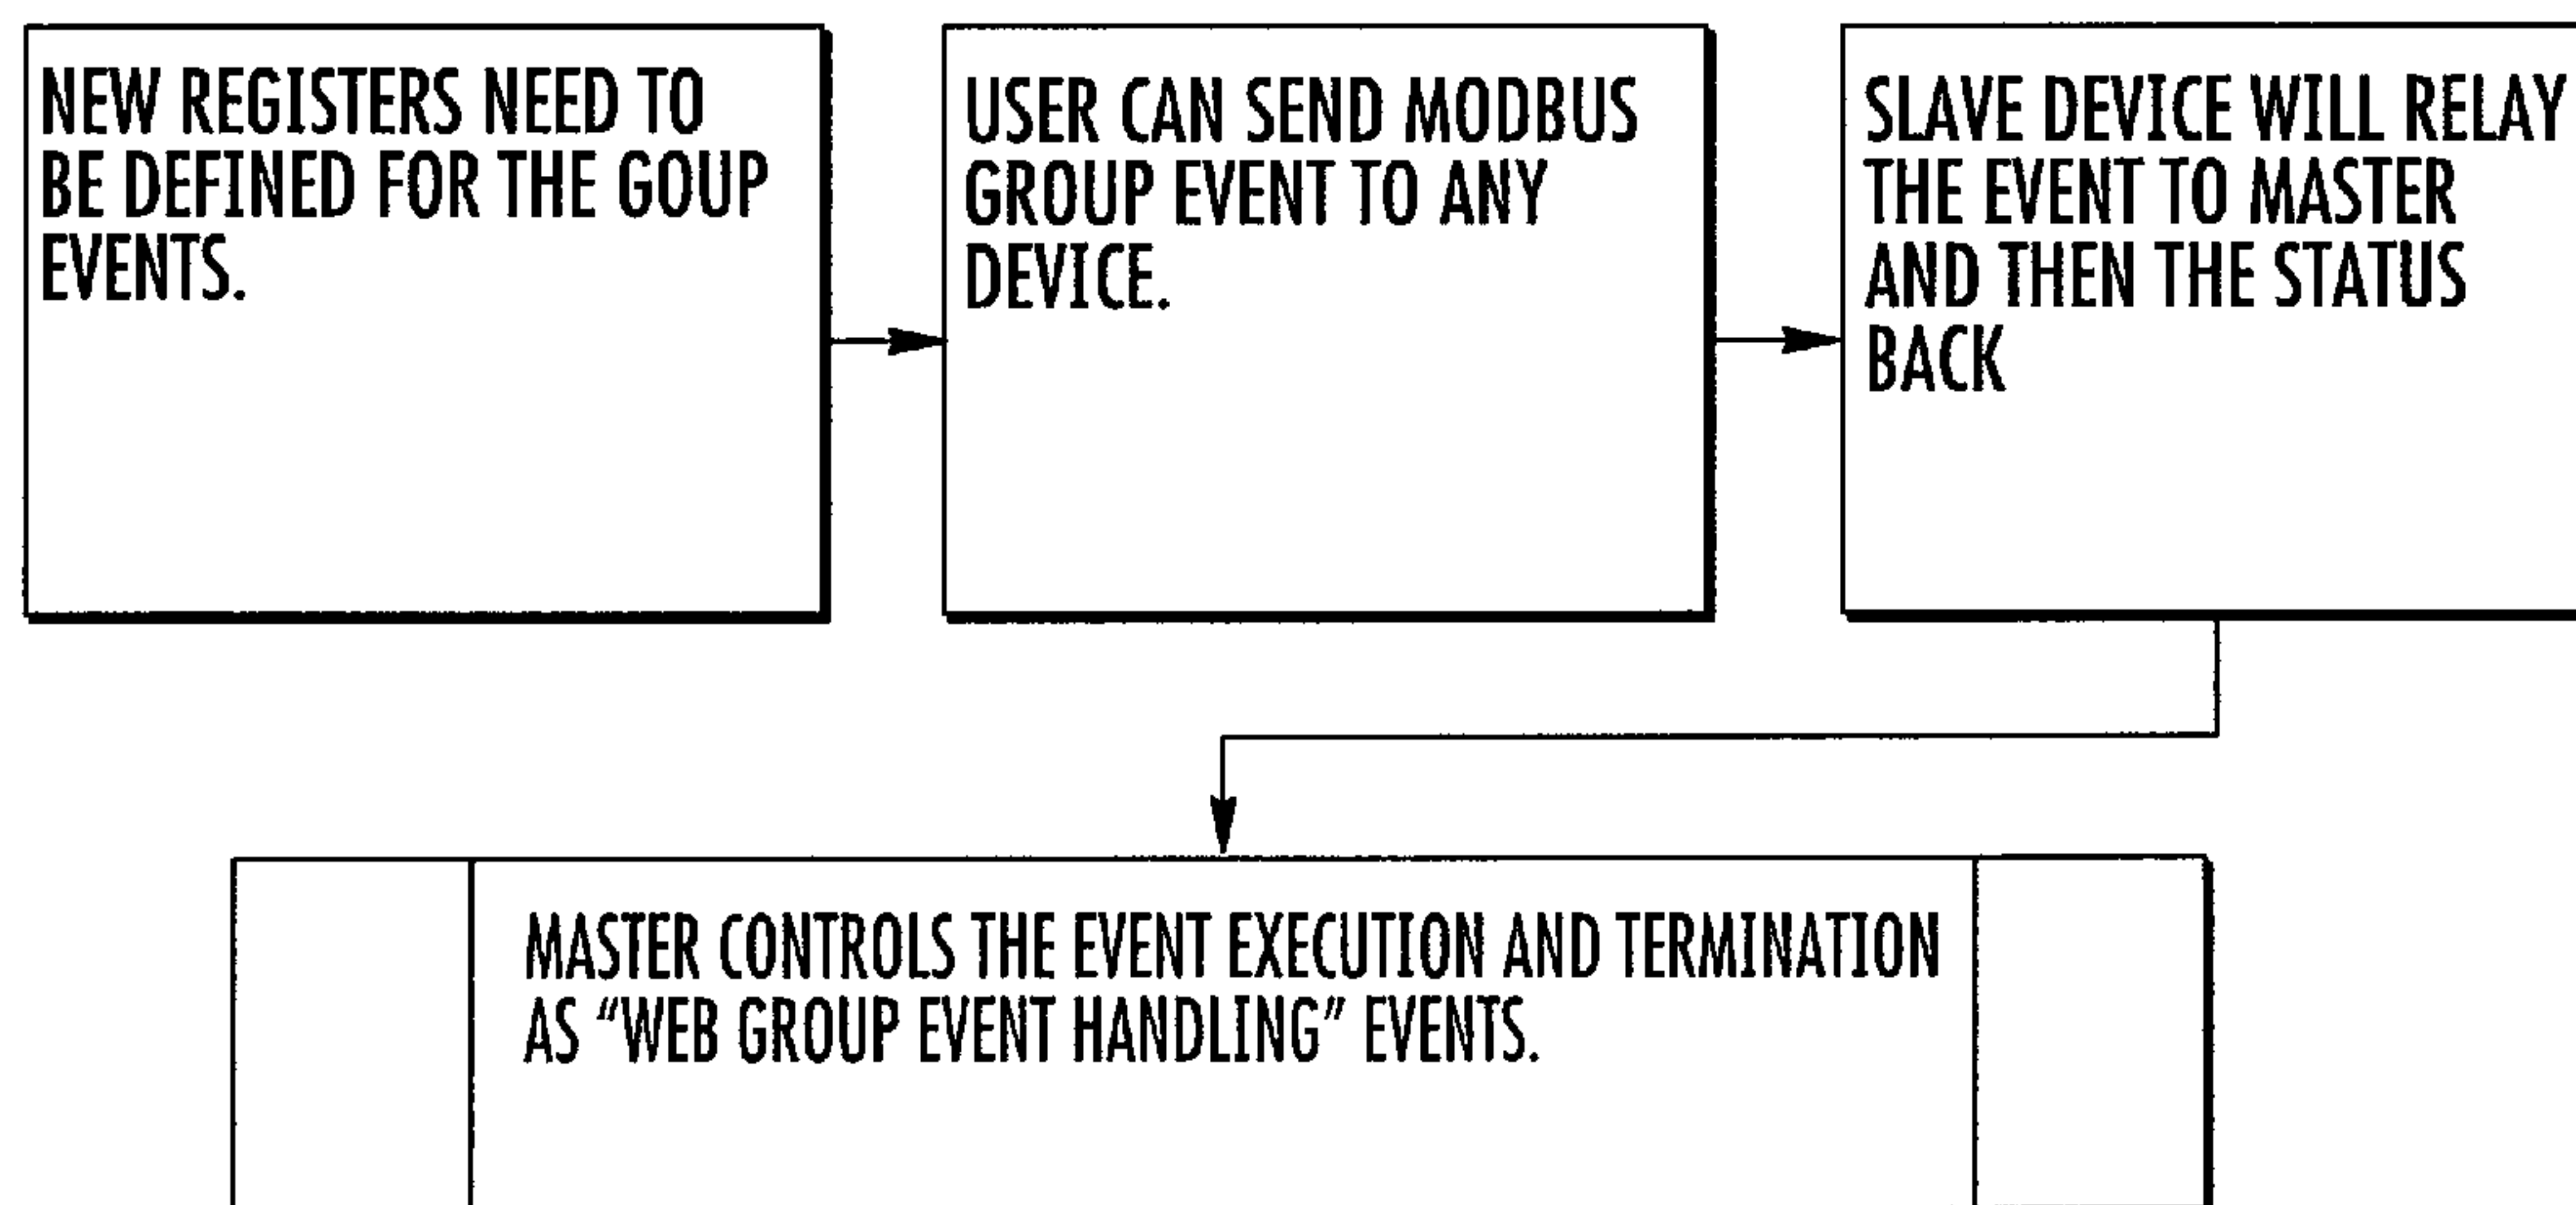 NEW REGISTERS NEED TO
BE DEFINED FOR THE GOUP
EVENTS.
USER CAN SEND MODBUS
GROUP EVENT TO ANY
DEVICE.
SLAVE DEVICE WILL RELAY
THE EVENT TO MASTER
AND THEN THE STATUS
BACK
MASTER CONTROLS THE EVENT EXECUTION AND TERMINATION
AS “WEB GROUP EVENT HANDLING” EVENTS.